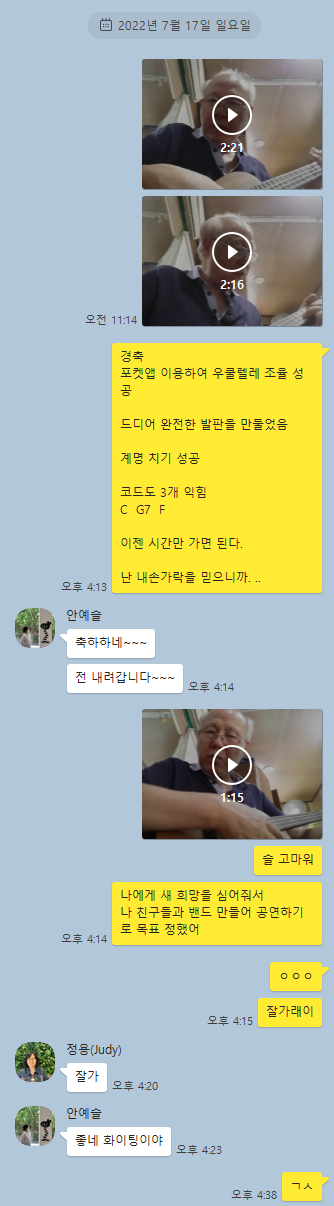 2022년 7월 17일 일요일
2:21
2:16
오전 11:14
경축
포켓앱 이용하여 우쿨렐레 조율 성
공
드디어 완전한 발판을 만둘었음
계명 치기 성공
코드도 3개 익힘
C G7 F
이젠 시간만 가면 된다.
난 내손가락을 믿으니까. ..
오후 4:13
안예슬
축하하네~~~
전 내려갑니다~~~
오후 4:14
1:15
슬 고마워
나에게 새 희망을 심어줘서
나 친구들과 밴드 만들어 공연하기
로 목표 정했어
오후 4:14
ㅇㅇㅇ
잘가래이
오후 4:15
정용(Judy)
잘가
오후 4:20
안예슬
좋네 화이팅이야
오후 4:23
ㄱㅅ
오후 4:38